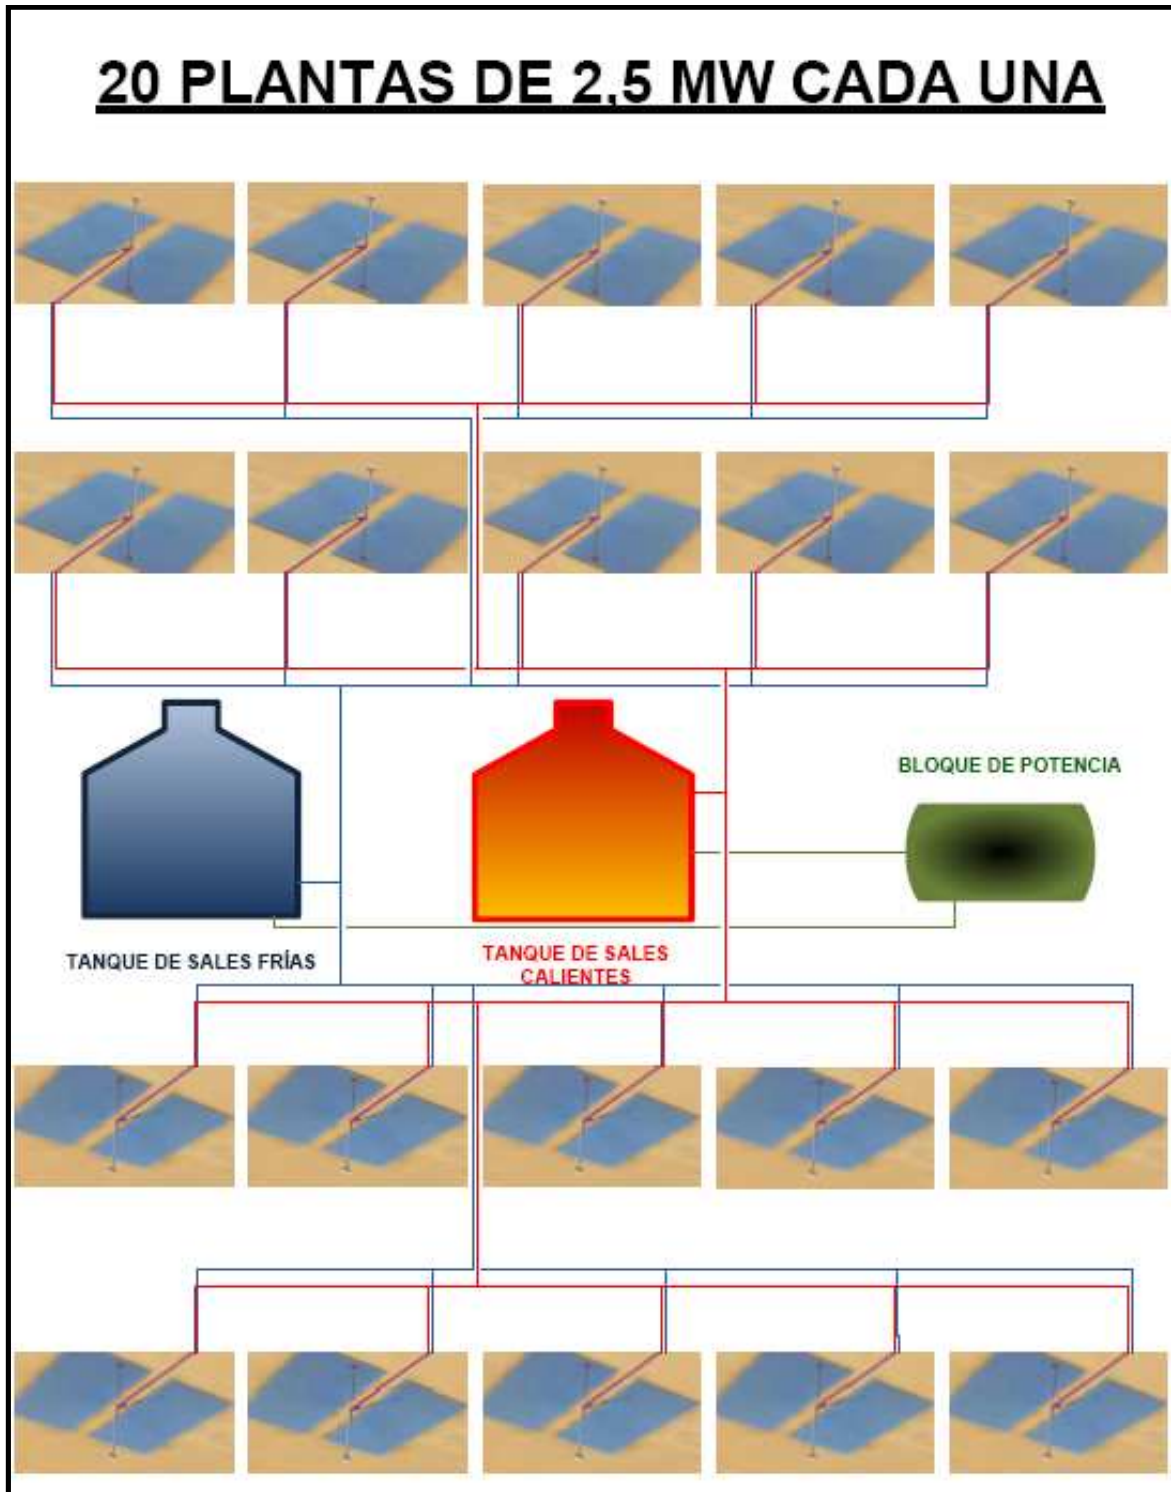 20 PLANTAS DE 2,5 MW CADA UNA
BLOQUE DE POTENCIA
TANQUE DE SALES FRÍAS
TANQUE DE SALES
CALIENTES